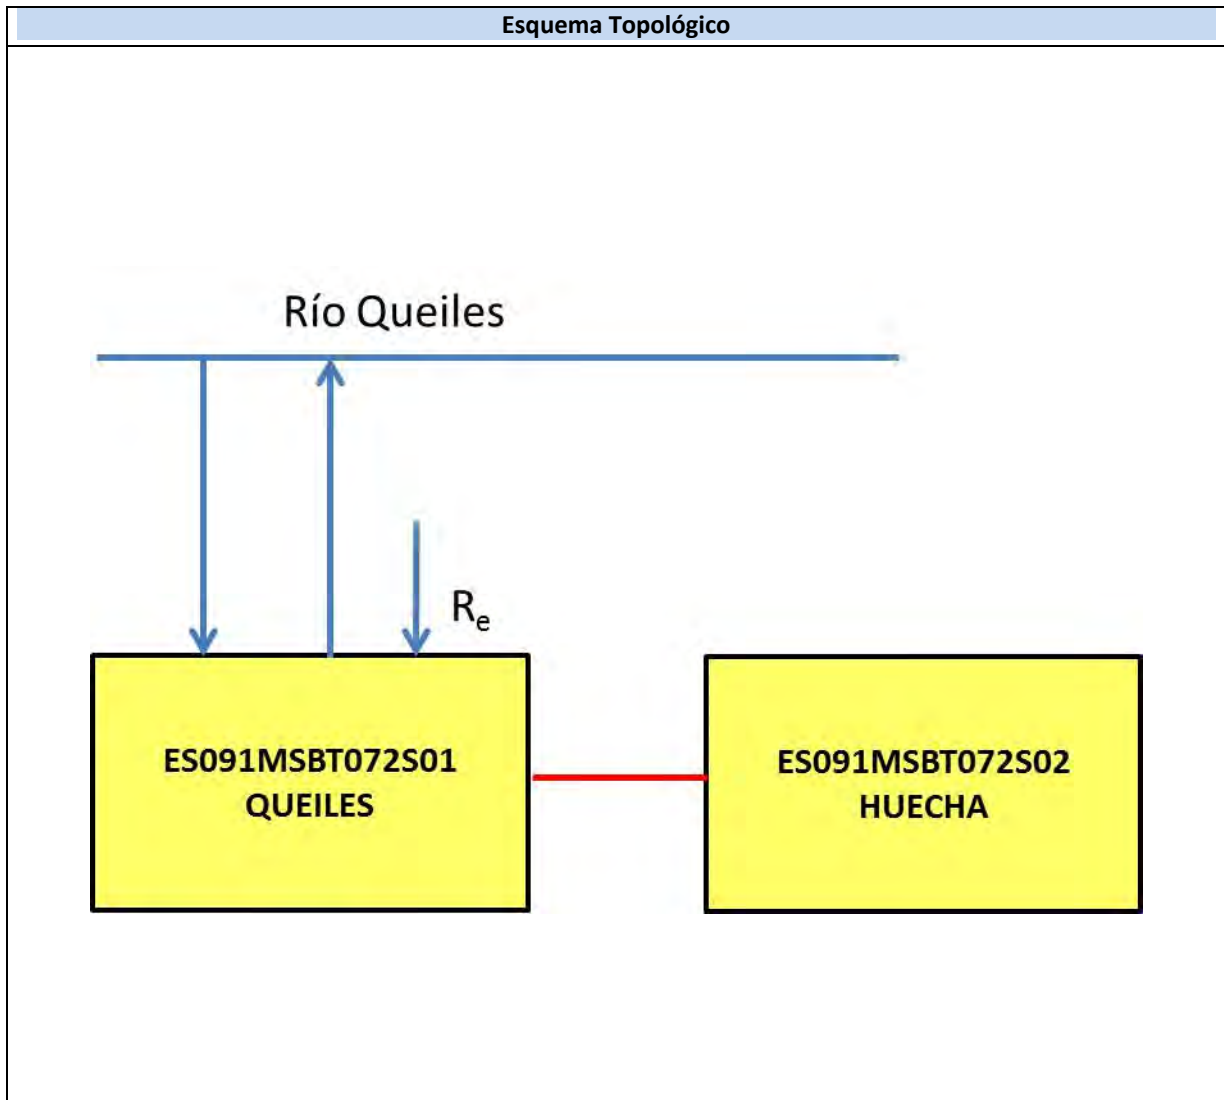 Esquema Topológico
Río Queiles
Re
ES091MSBT072S01
QUEILES
ES091MSBT072S02
HUECHA